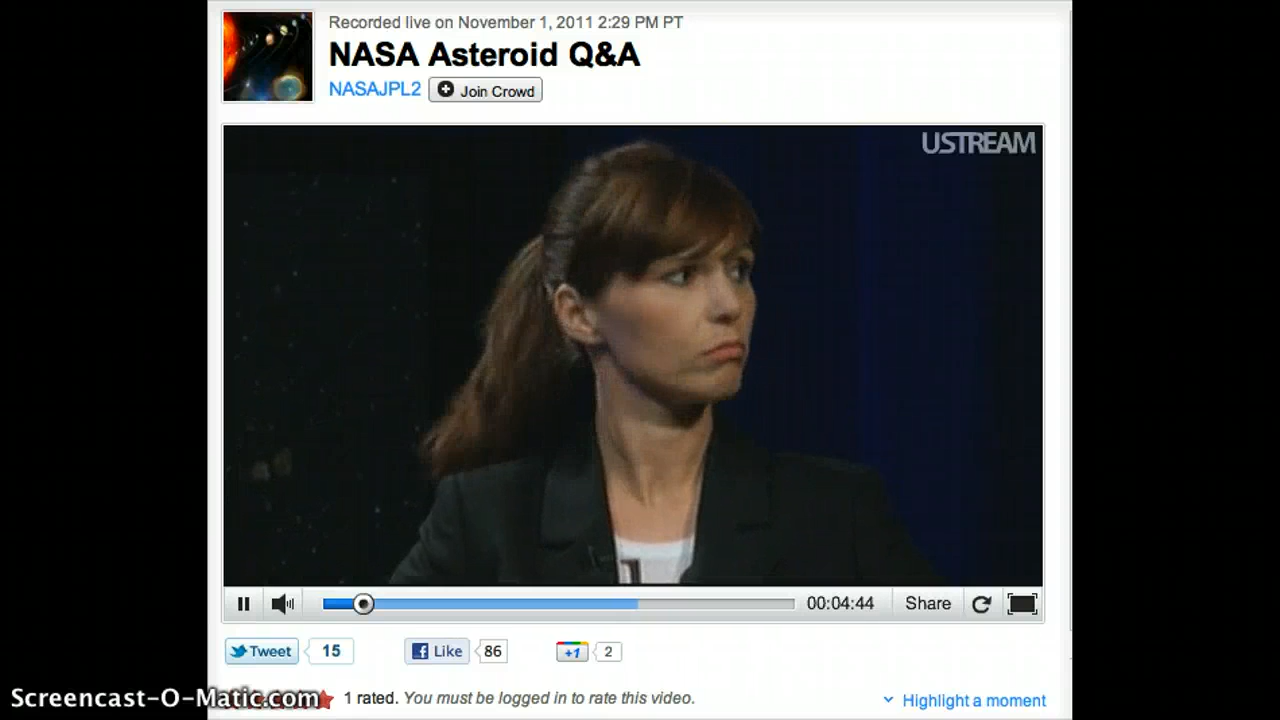 Recorded live on November 1, 2011 2:29 PM PT
NASA Asteroid Q&A
NASAJPL2 Join Crowd
USTREAM
00:04:44 Share
Tweet 15 Like 86 +1 2
Screencast-O-Matic.com 1 rated. You must be logged in to rate this video. Highlight a moment